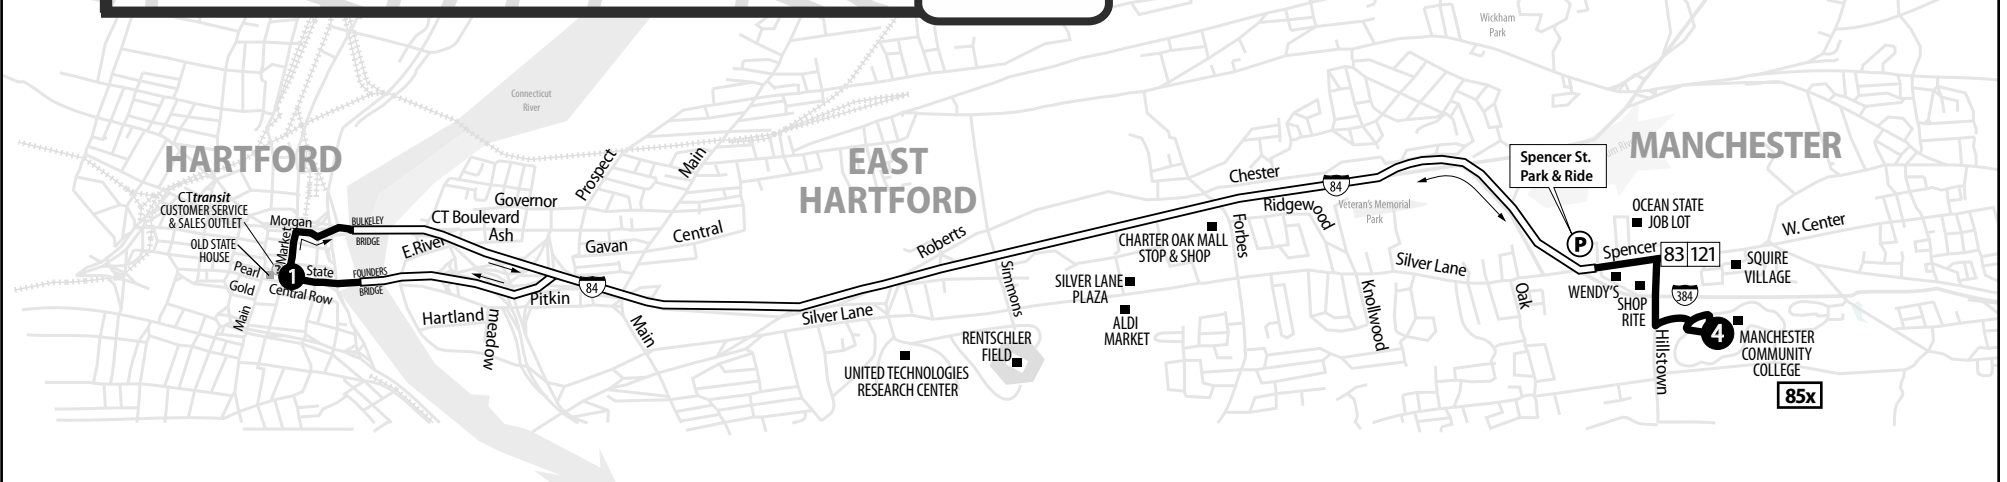 Wickham
Park
Connecticut
River
HARTFORD
EAST
HARTFORD
MANCHESTER
CTtransit
CUSTOMER SERVICE
& SALES OUTLET
OLD STATE
HOUSE
Pearl
Gold
Main
Market
Morgan
1
State
Central Row
BULKELEY
BRIDGE
FOUNDERS
BRIDGE
E.River
CT Boulevard
Governor
Ash
Prospect
Main
Gavan
Central
Pitkin
84
Hartland
meadow
Main
Silver Lane
Roberts
UNITED TECHNOLOGIES
RESEARCH CENTER
RENTSCHLER
FIELD
Simmons
SILVER LANE
PLAZA
ALDI
MARKET
CHARTER OAK MALL
STOP & SHOP
Forbes
Chester
Ridgewood
84
Veteran's Memorial
Park
Knollwood
Silver Lane
Oak
Spencer St.
Park & Ride
P
OCEAN STATE
JOB LOT
Spencer
83 121
W. Center
SQUIRE
VILLAGE
WENDY'S
SHOP
RITE
384
Hillstown
4
MANCHESTER
COMMUNITY
COLLEGE
85x